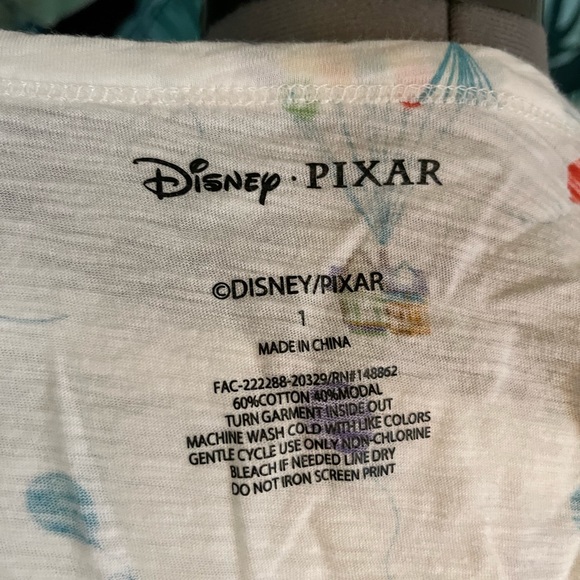 Disney · PIXAR
©DISNEY/PIXAR
1
MADE IN CHINA
FAC-222288-20329/RN#148862
60%COTTON 40%MODAL
TURN GARMENT INSIDE OUT
MACHINE WASH COLD WITH LIKE COLORS
GENTLE CYCLE USE ONLY NON-CHLORINE
BLEACH IF NEEDED LINE DRY
DO NOT IRON SCREEN PRINT